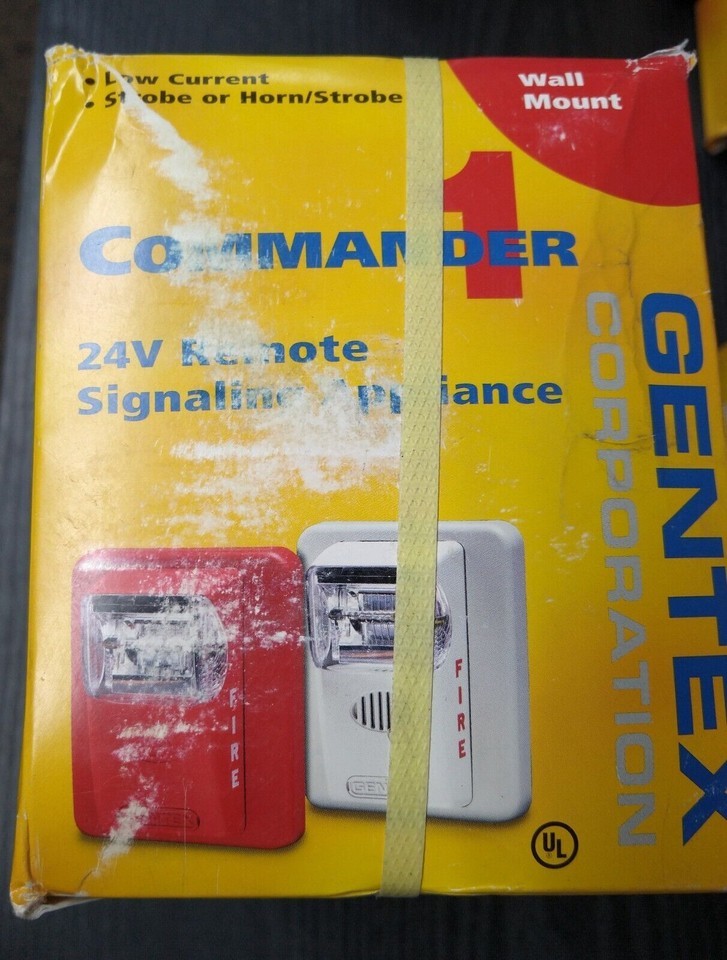 • Low Current
• Strobe or Horn/Strobe
Wall
Mount
1
COMMANDER
24V Remote
Signaling Appliance
GENTEX
CORPORATION
FIRE
FIRE
GENTEX
UL